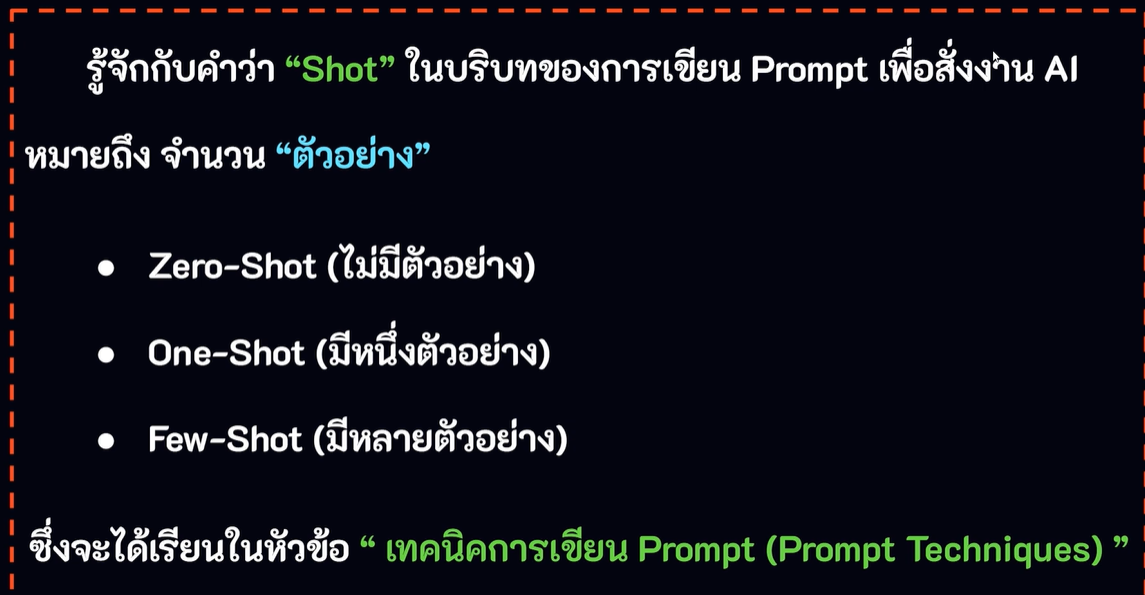 รู้จักกับคำว่า “Shot” ในบริบทของการเขียน Prompt เพื่อสั่งงาน AI
หมายถึง จำนวน “ตัวอย่าง”
● Zero-Shot (ไม่มีตัวอย่าง)
● One-Shot (มีหนึ่งตัวอย่าง)
● Few-Shot (มีหลายตัวอย่าง)
ซึ่งจะได้เรียนในหัวข้อ “ เทคนิคการเขียน Prompt (Prompt Techniques) ”